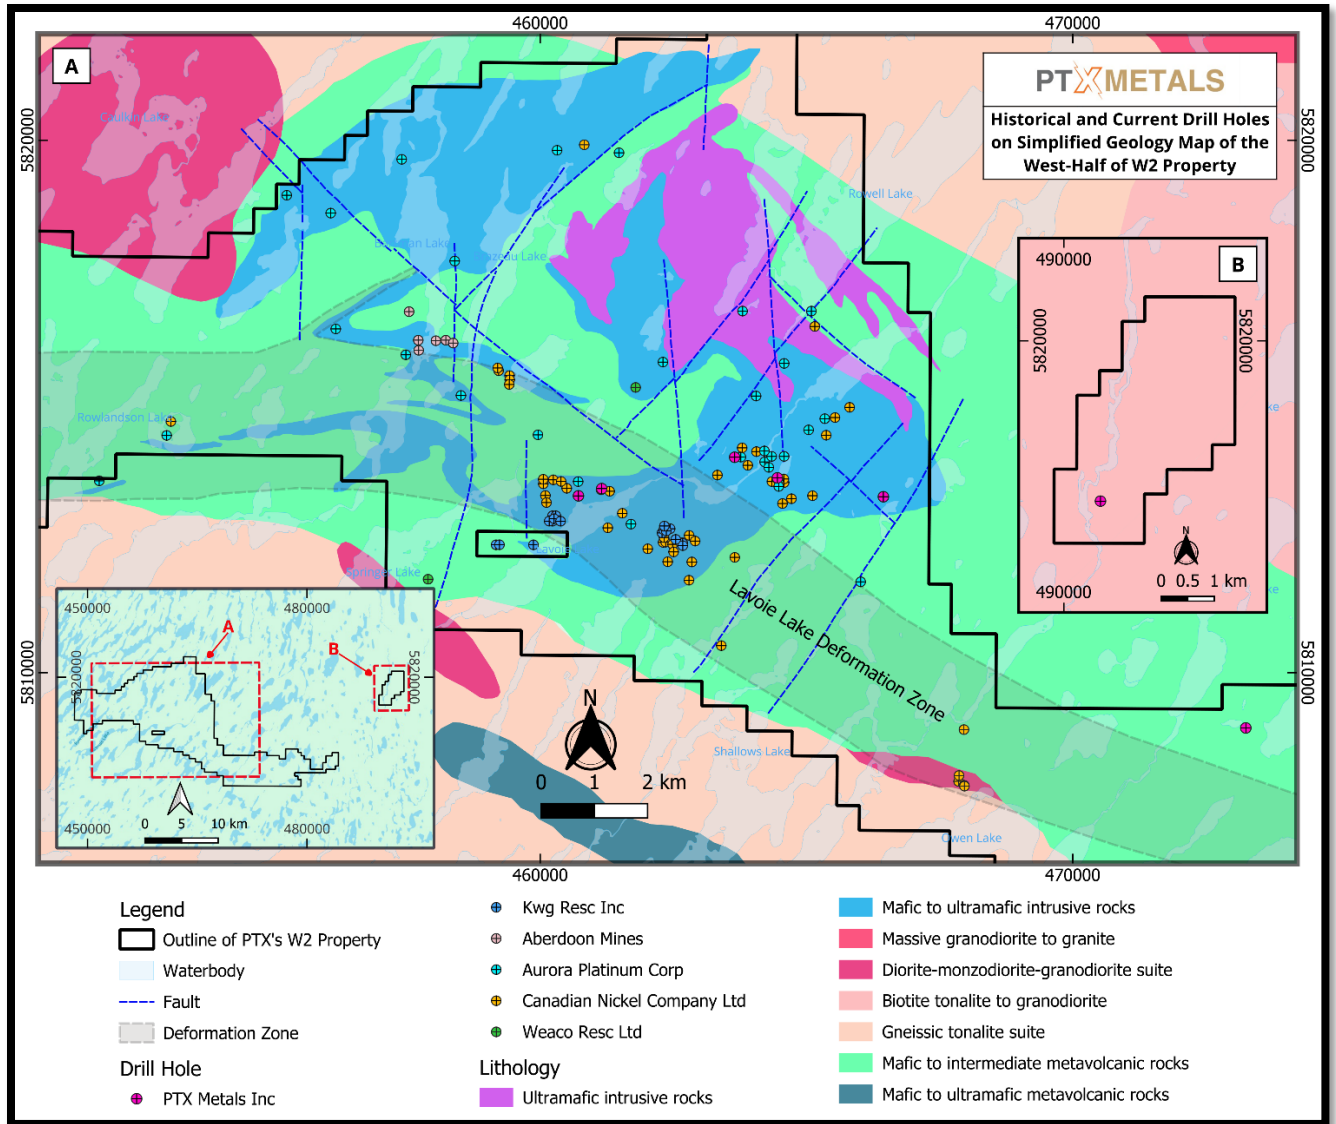 460000
470000
A
PTXMETALS
Historical and Current Drill Holes
on Simplified Geology Map of the
West-Half of W2 Property
5820000
5820000
Rowell Lake
490000
B
5820000
5820000
490000
N
0 0.5 1 km
Rowlandson Lake
Springer Lake
Lavoie Lake Deformation Zone
5810000
5810000
450000
480000
A
B
5820000
5820000
0 5 10 km
450000
480000
N
0 1 2 km
Shallows Lake
Owen Lake
460000
470000
Legend
Outline of PTX's W2 Property
Waterbody
Fault
Deformation Zone
Drill Hole
PTX Metals Inc
Kwg Resc Inc
Aberdoon Mines
Aurora Platinum Corp
Canadian Nickel Company Ltd
Weaco Resc Ltd
Lithology
Ultramafic intrusive rocks
Mafic to ultramafic intrusive rocks
Massive granodiorite to granite
Diorite-monzodiorite-granodiorite suite
Biotite tonalite to granodiorite
Gneissic tonalite suite
Mafic to intermediate metavolcanic rocks
Mafic to ultramafic metavolcanic rocks